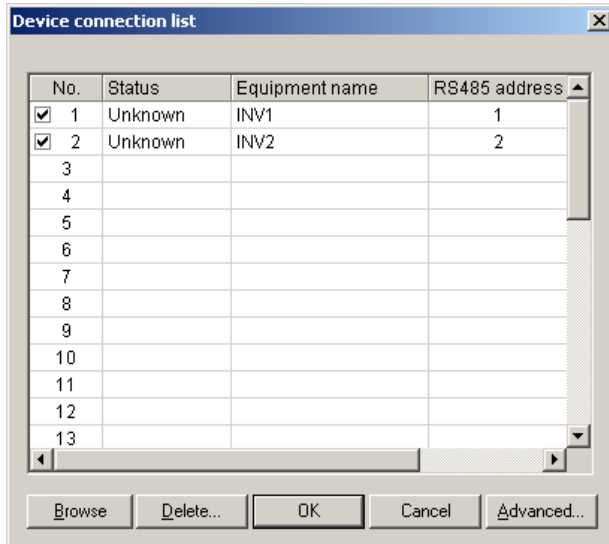 Device connection list
No. Status Equipment name RS485 address
1 Unknown INV1 1
2 Unknown INV2 2
3
4
5
6
7
8
9
10
11
12
13
Browse Delete... OK Cancel Advanced...